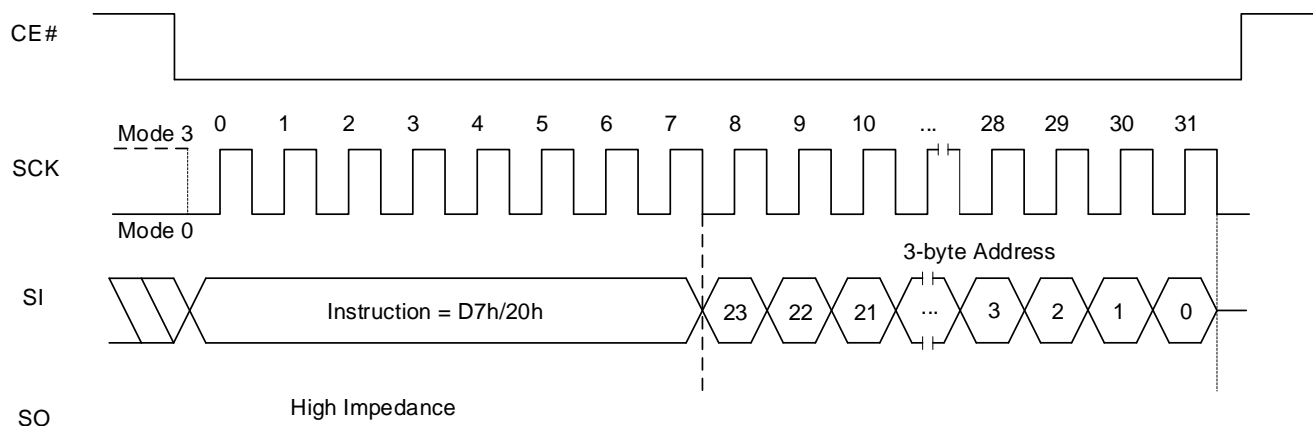 CE#
0 1 2 3 4 5 6 7 8 9 10 ... 28 29 30 31
Mode 3
SCK
Mode 0
3-byte Address
SI
Instruction = D7h/20h
23 22 21 ... 3 2 1 0
High Impedance
SO